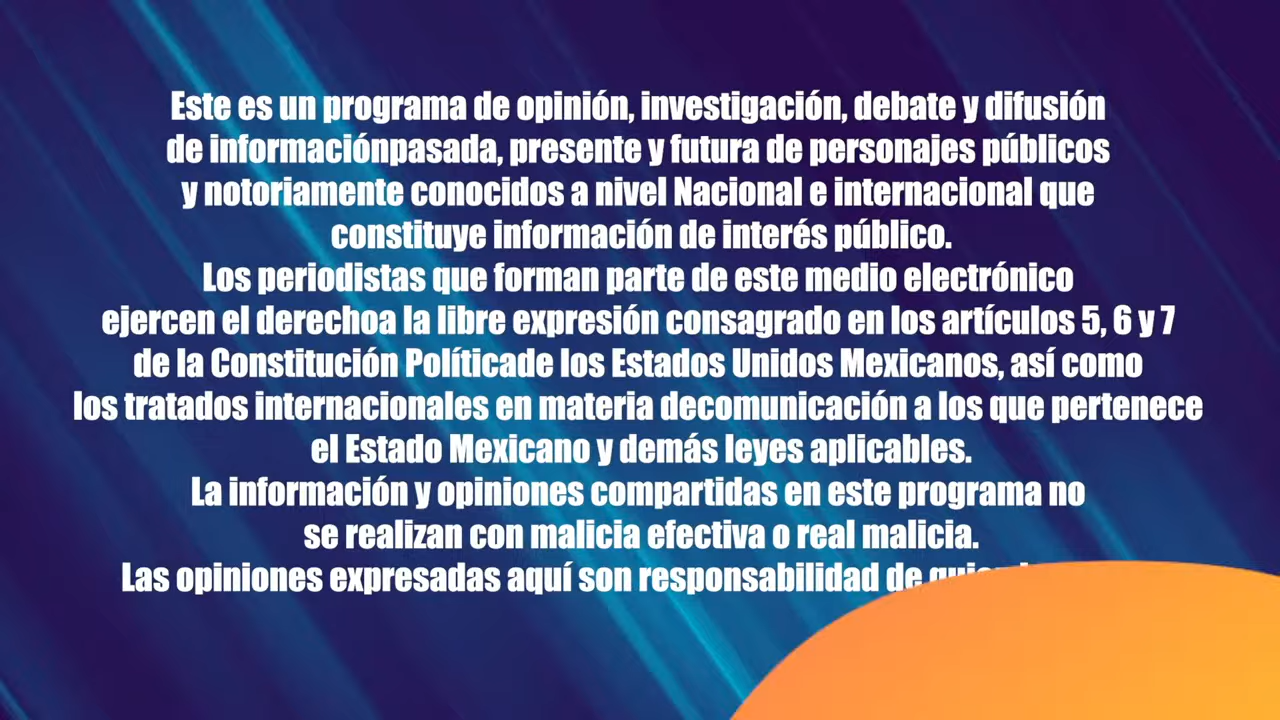 Este es un programa de opinión, investigación, debate y difusión
de informaciónpasada, presente y futura de personajes públicos
y notoriamente conocidos a nivel Nacional e internacional que
constituye información de interés público.
Los periodistas que forman parte de este medio electrónico
ejercen el derechoa la libre expresión consagrado en los artículos 5, 6 y 7
de la Constitución Políticade los Estados Unidos Mexicanos, así como
los tratados internacionales en materia decomunicación a los que pertenece
el Estado Mexicano y demás leyes aplicables.
La información y opiniones compartidas en este programa no
se realizan con malicia efectiva o real malicia.
Las opiniones expresadas aquí son responsabilidad de